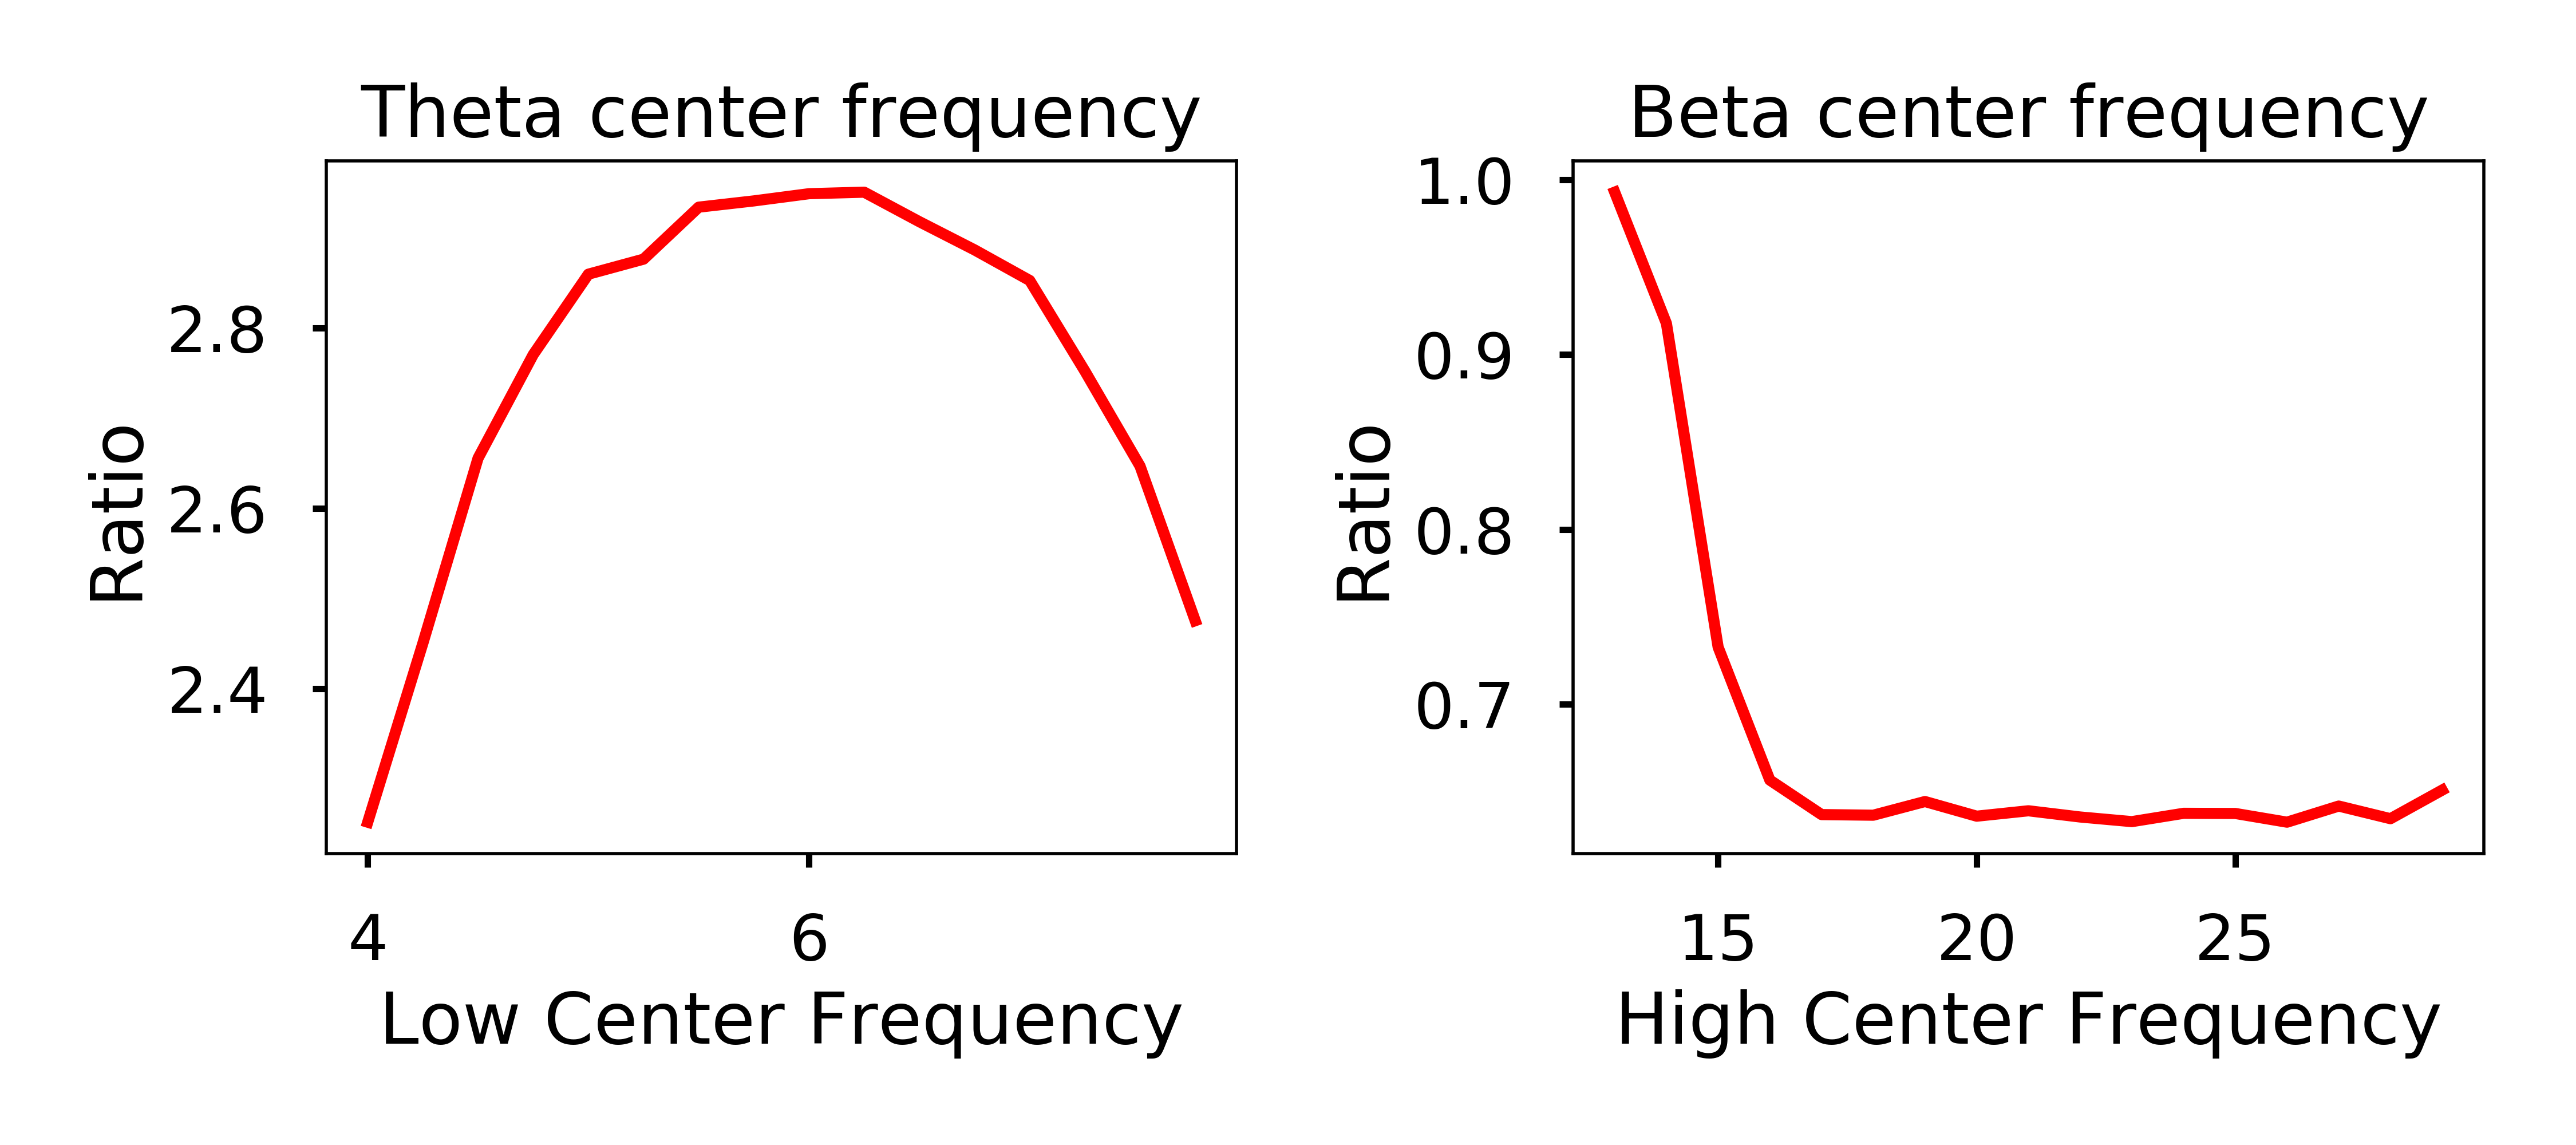 Theta center frequency
Ratio
2.8
2.6
2.4
4 6
Low Center Frequency
Beta center frequency
Ratio
1.0
0.9
0.8
0.7
15 20 25
High Center Frequency